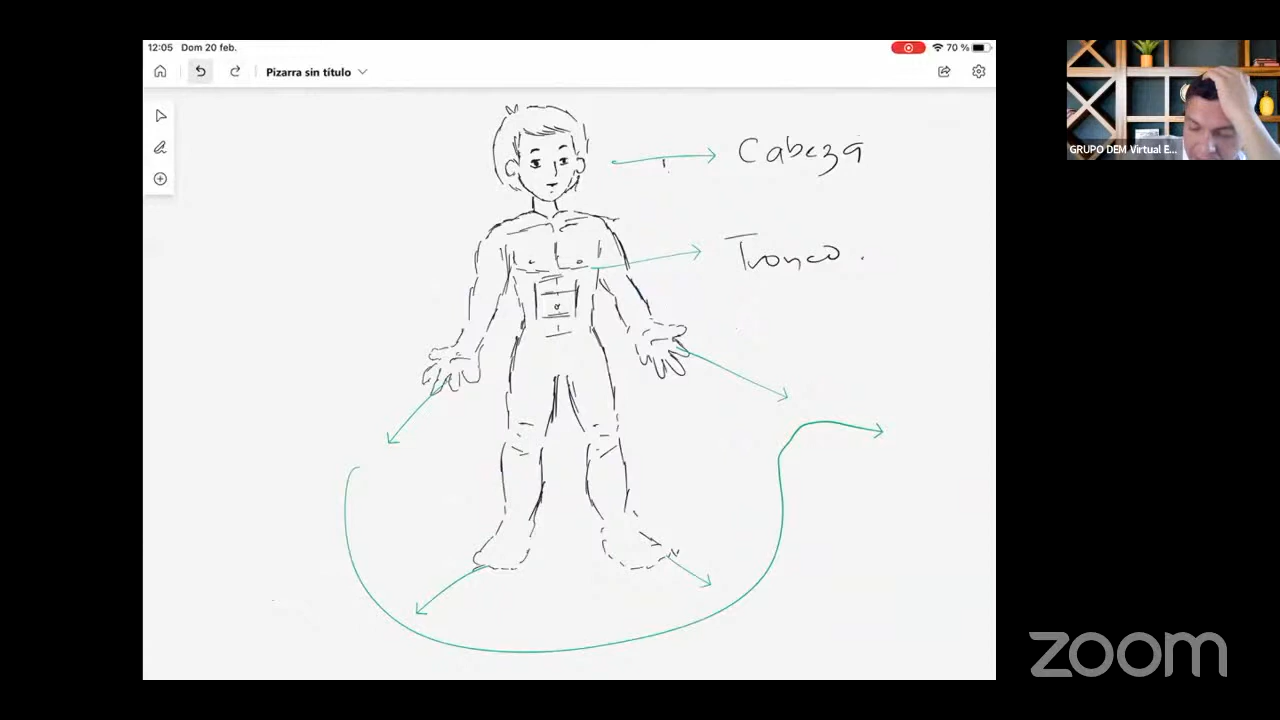 12:05 Dom 20 feb.
70 %
Pizarra sin título
Cabeza
Tronco.
GRUPO DEM Virtual E...
zoom